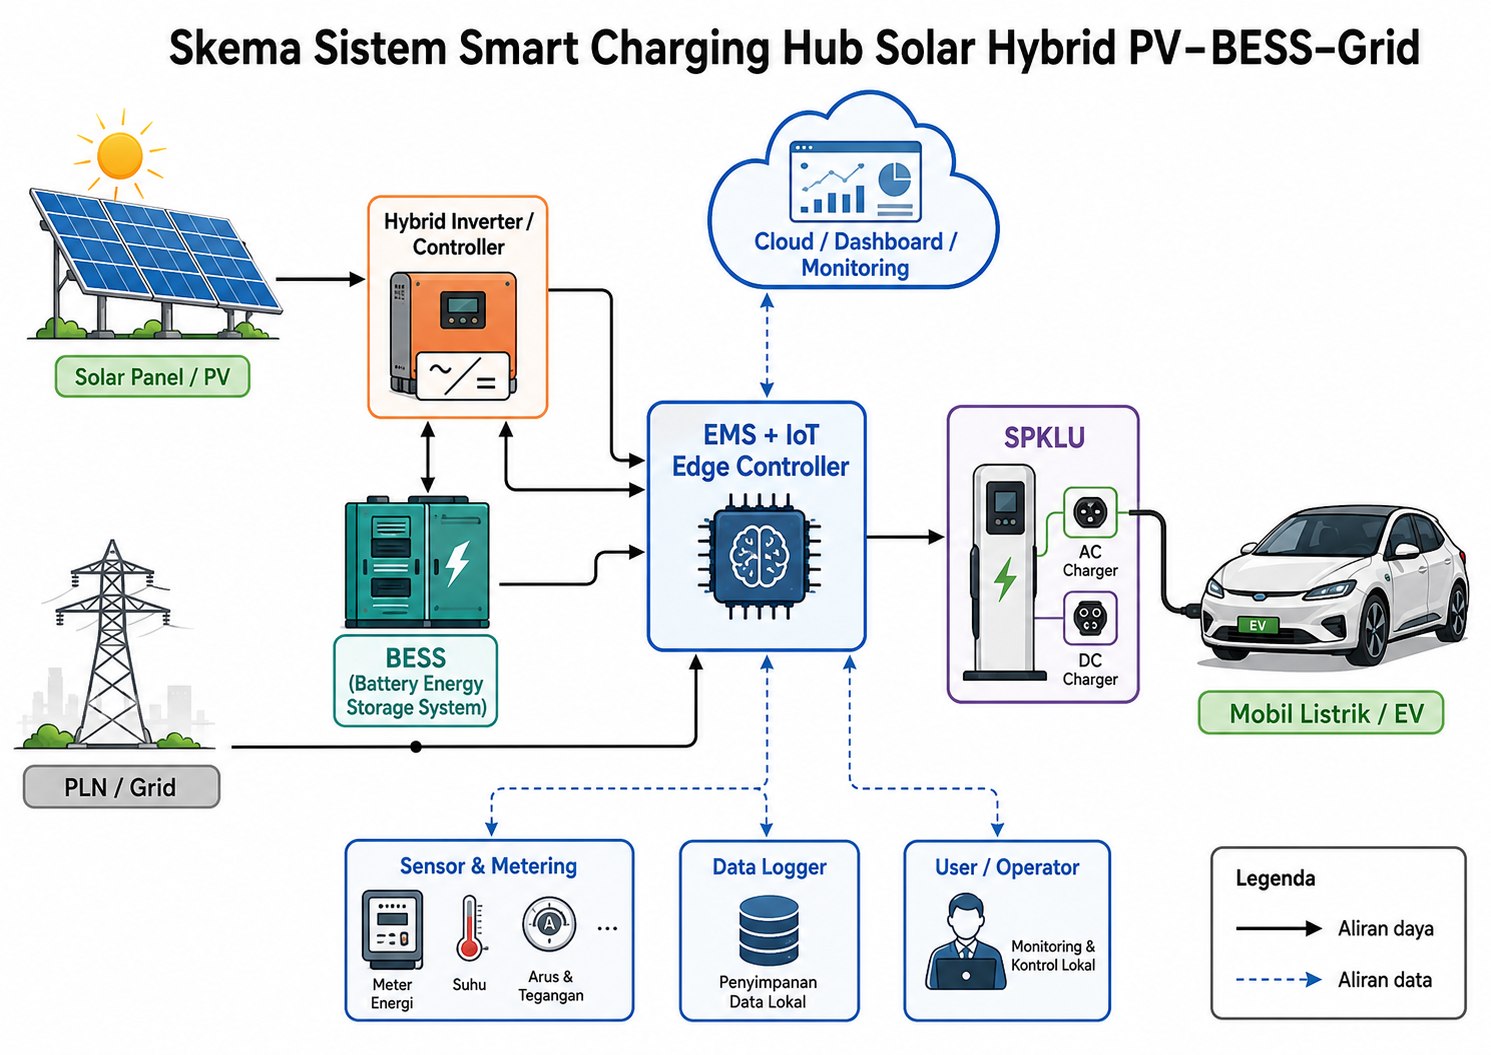 Skema Sistem Smart Charging Hub Solar Hybrid PV–BESS–Grid
Solar Panel / PV
Hybrid Inverter /
Controller
Cloud / Dashboard /
Monitoring
EMS + IoT
Edge Controller
SPKLU
AC
Charger
DC
Charger
EV
Mobil Listrik / EV
BESS
(Battery Energy
Storage System)
PLN / Grid
Sensor & Metering
Meter
Energi
Suhu
A
Arus &
Tegangan
...
Data Logger
Penyimpanan
Data Lokal
User / Operator
Monitoring &
Kontrol Lokal
Legenda
Aliran daya
Aliran data